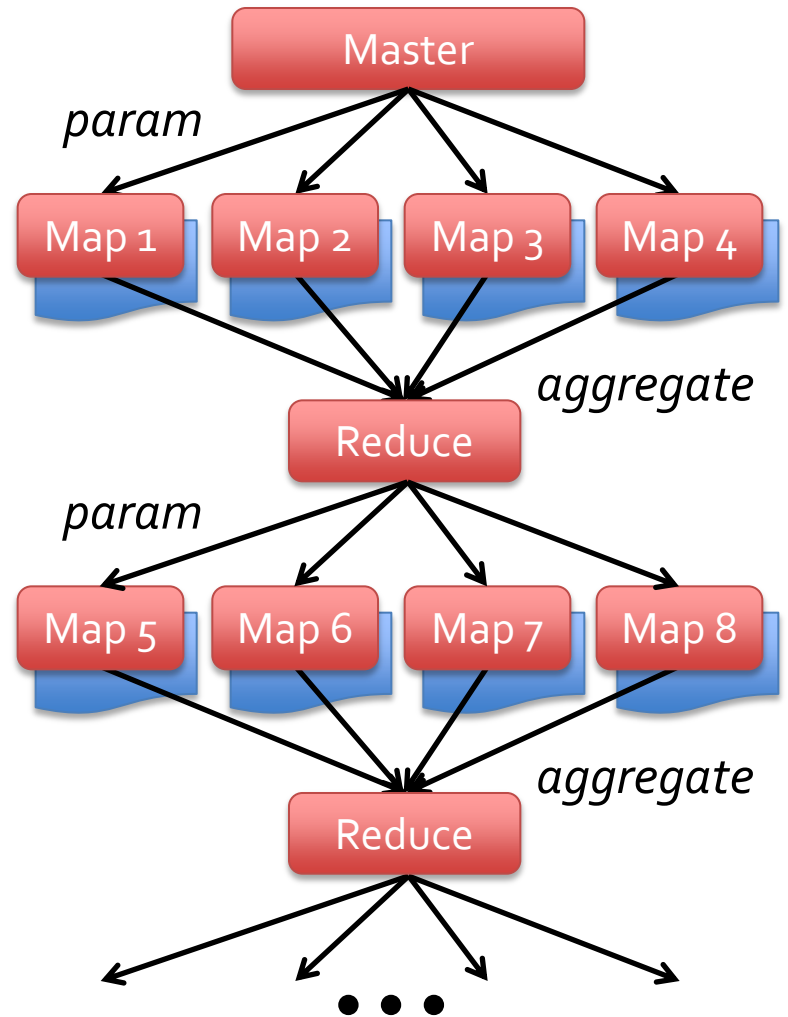 Master
param
Map 1
Map 2
Map 3
Map 4
aggregate
Reduce
param
Map 5
Map 6
Map 7
Map 8
aggregate
Reduce
• • •